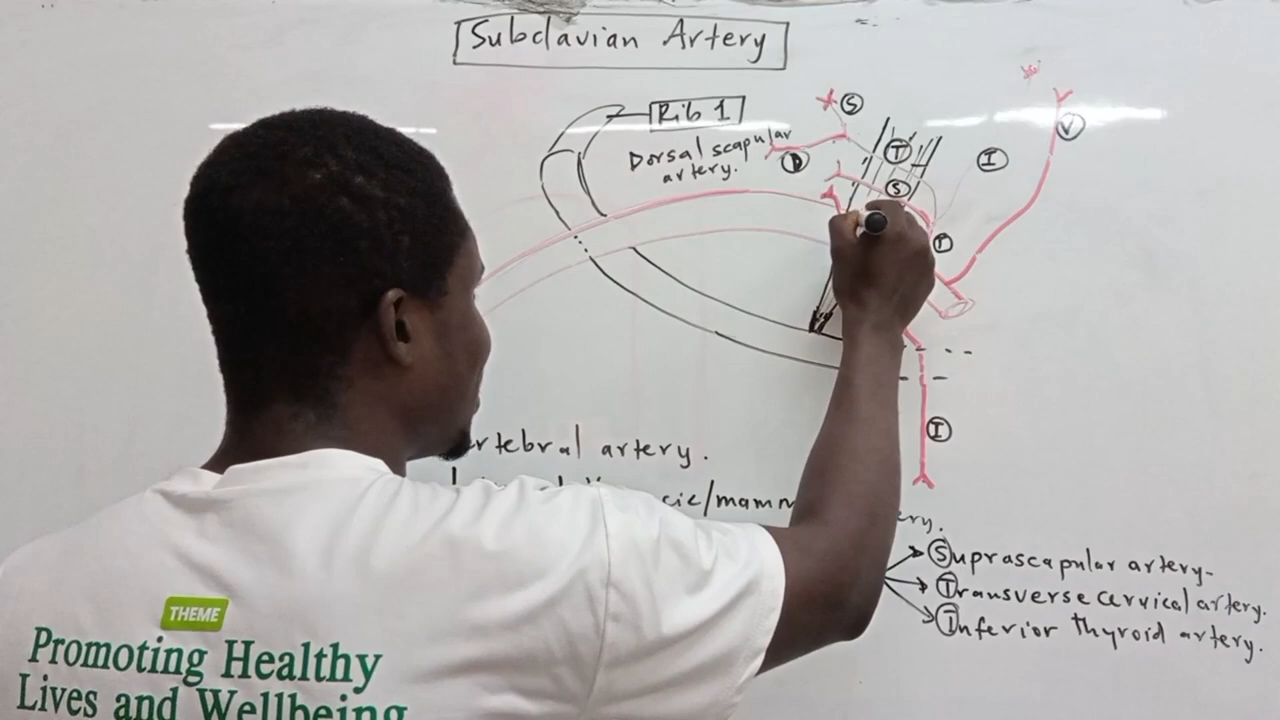 Subclavian Artery
Rib 1
S
V
Dorsal scapular
artery.
D
T
I
S
I
artery.
Suprascapular artery.
Transverse cervical artery.
Inferior thyroid artery.
THEME
Promoting Healthy
Lives and Wellbeing